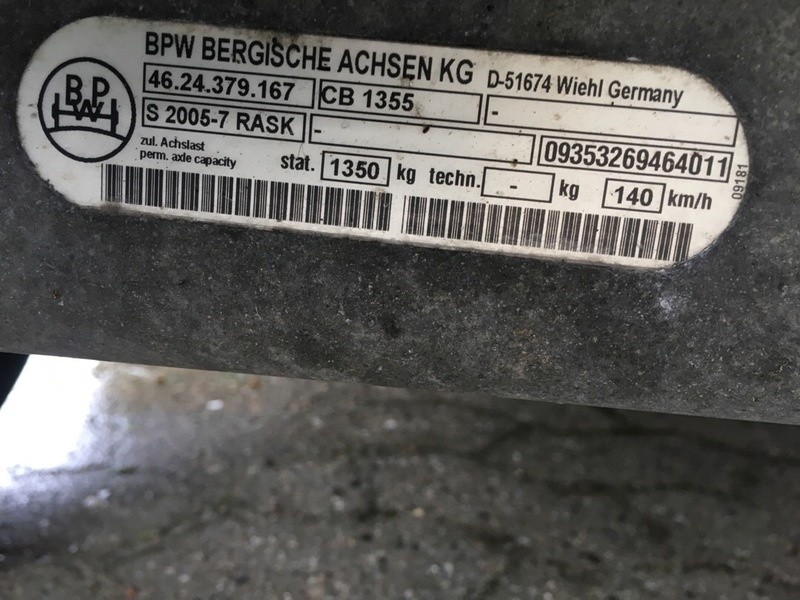 BPW
BPW BERGISCHE ACHSEN KG D-51674 Wiehl Germany
46.24.379.167 CB 1355 -
S 2005-7 RASK - 09353269464011
zul. Achslast
perm. axle capacity stat. 1350 kg techn. - kg 140 km/h
09181